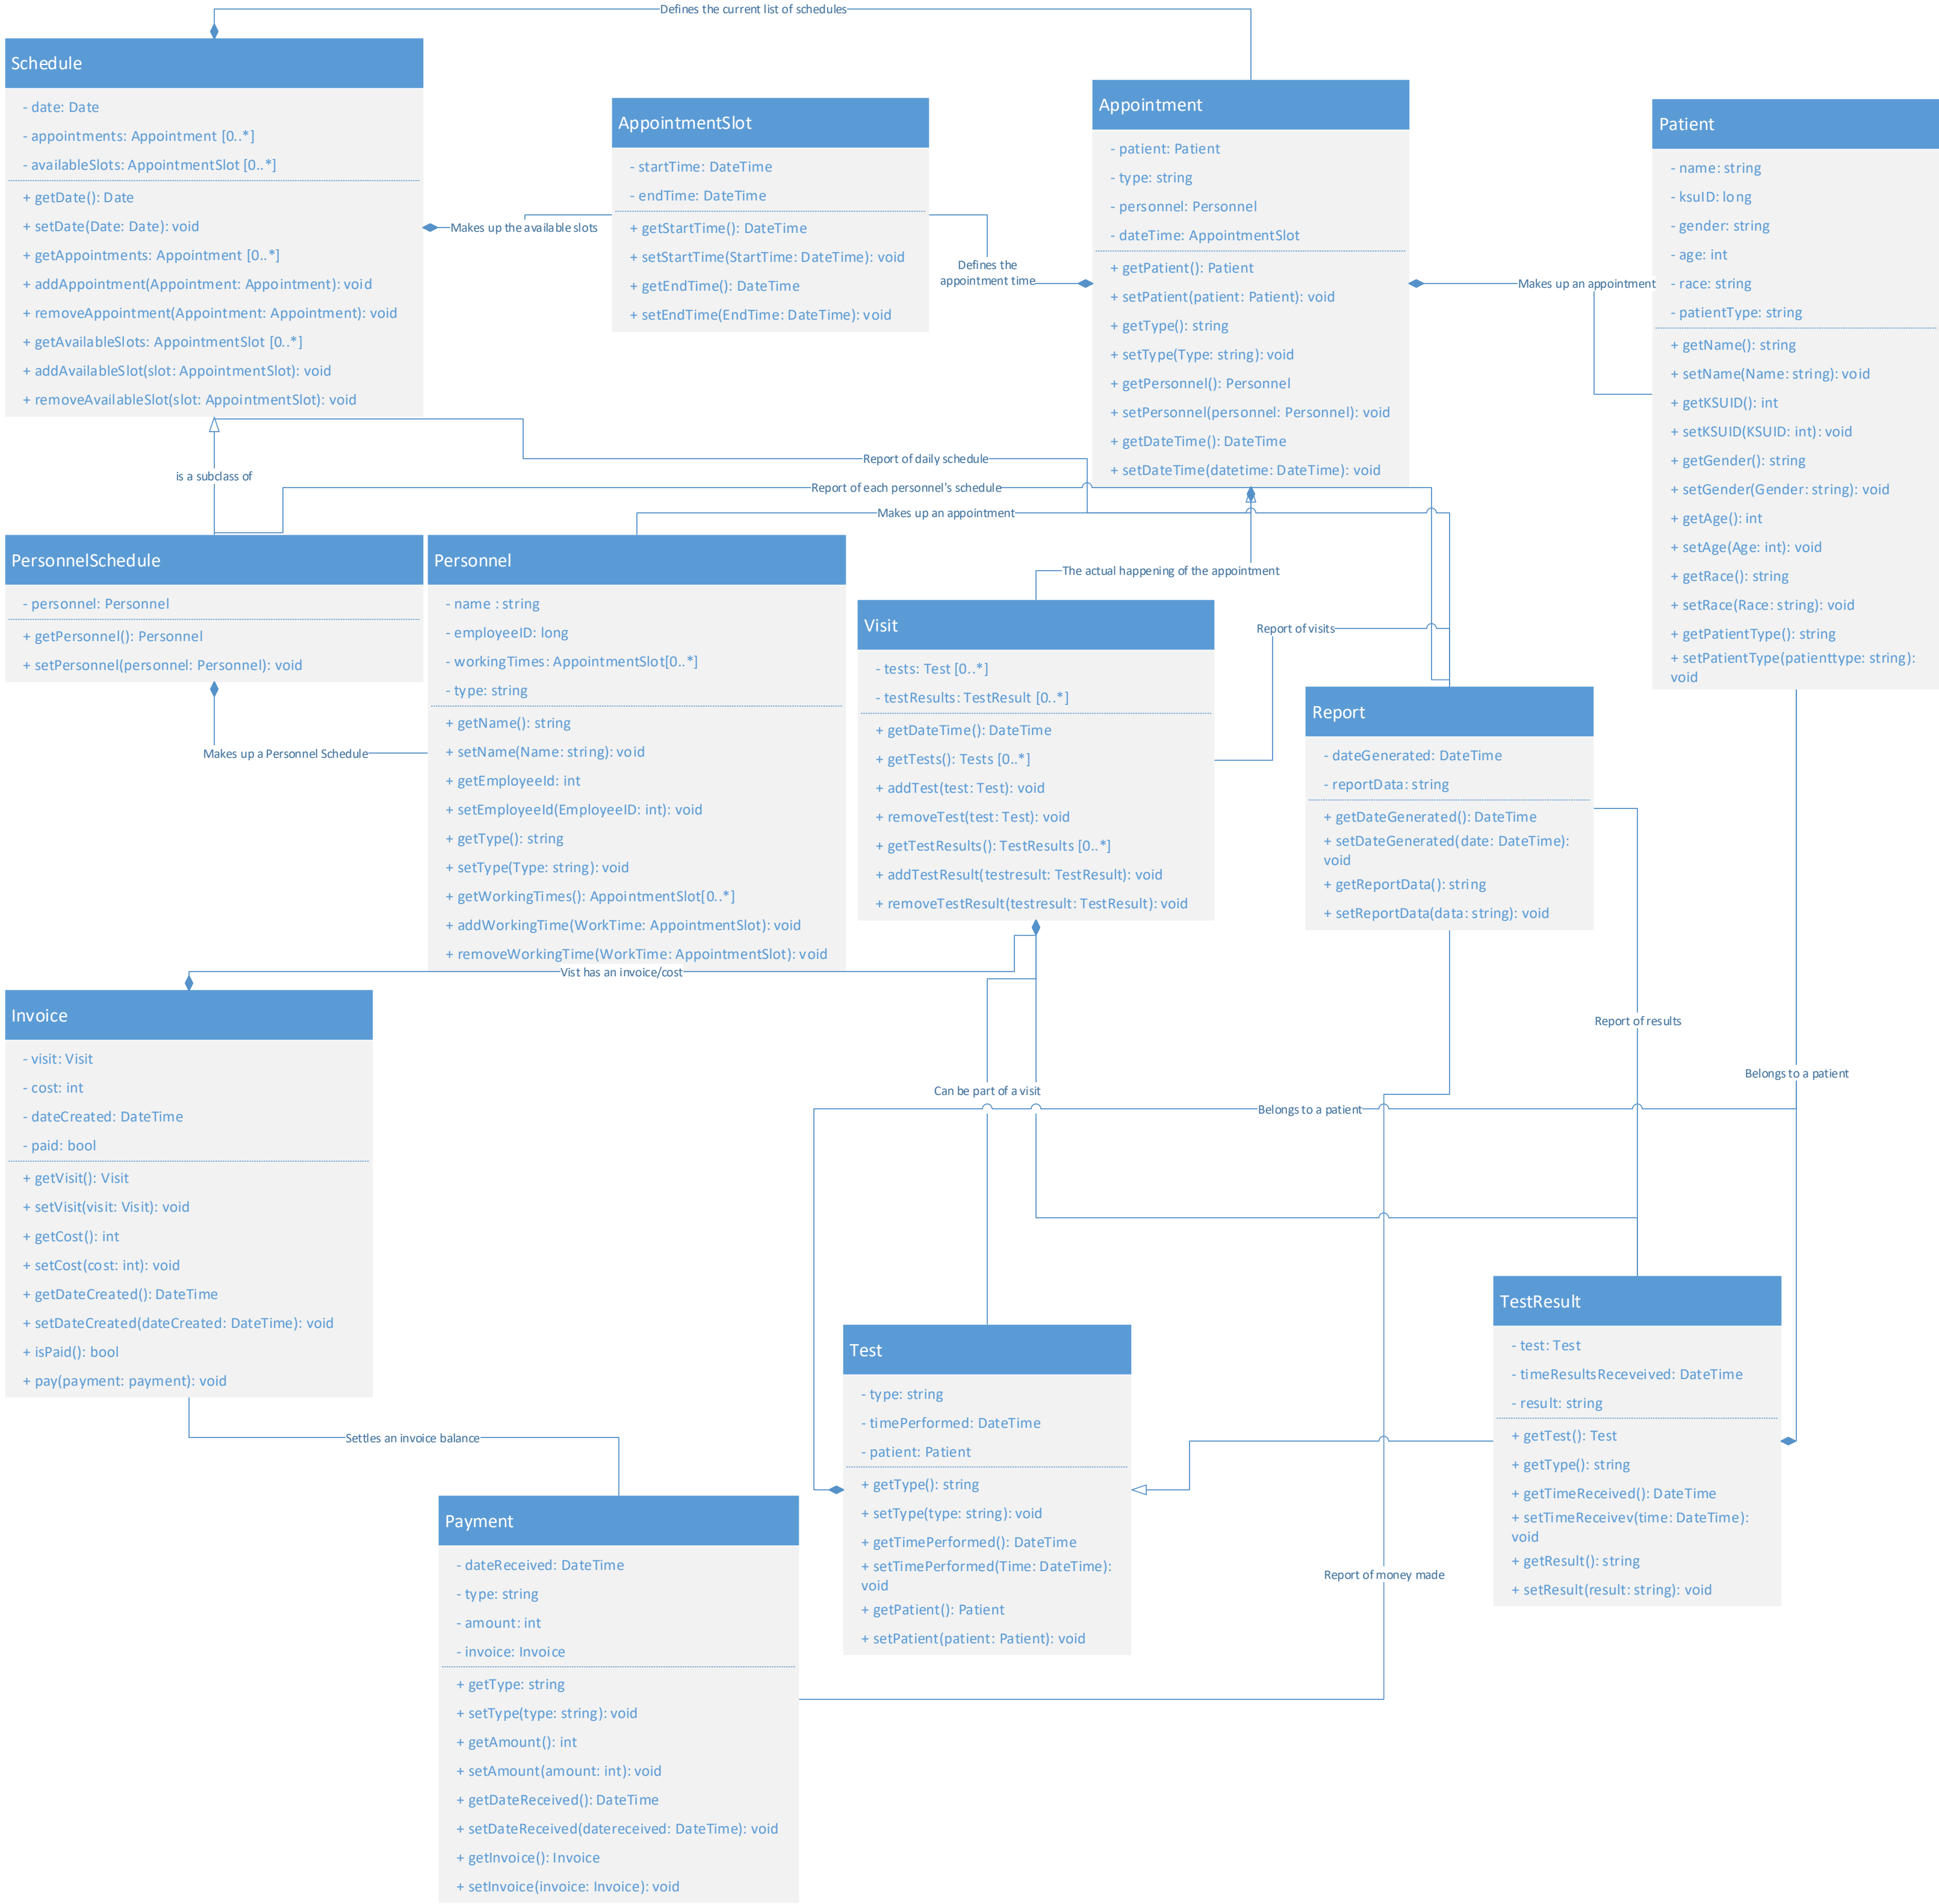 Defines the current list of schedules
Schedule
- date: Date
- appointments: Appointment [0..*]
- availableSlots: AppointmentSlot [0..*]
+ getDate(): Date
+ setDate(Date: Date): void
+ getAppointments: Appointment [0..*]
+ addAppointment(Appointment: Appointment): void
+ removeAppointment(Appointment: Appointment): void
+ getAvailableSlots: AppointmentSlot [0..*]
+ addAvailableSlot(slot: AppointmentSlot): void
+ removeAvailableSlot(slot: AppointmentSlot): void
Makes up the available slots
AppointmentSlot
- startTime: DateTime
- endTime: DateTime
+ getStartTime(): DateTime
+ setStartTime(StartTime: DateTime): void
+ getEndTime(): DateTime
+ setEndTime(EndTime: DateTime): void
Defines the
appointment time
Appointment
- patient: Patient
- type: string
- personnel: Personnel
- dateTime: AppointmentSlot
+ getPatient(): Patient
+ setPatient(patient: Patient): void
+ getType(): string
+ setType(Type: string): void
+ getPersonnel(): Personnel
+ setPersonnel(personnel: Personnel): void
+ getDateTime(): DateTime
+ setDateTime(datetime: DateTime): void
Makes up an appointment
Patient
- name: string
- ksuID: long
- gender: string
- age: int
- race: string
- patientType: string
+ getName(): string
+ setName(Name: string): void
+ getKSUID(): int
+ setKSUID(KSUID: int): void
+ getGender(): string
+ setGender(Gender: string): void
+ getAge(): int
+ setAge(Age: int): void
+ getRace(): string
+ setRace(Race: string): void
+ getPatientType(): string
+ setPatientType(patienttype: string):
void
is a subclass of
Report of daily schedule
Report of each personnel's schedule
Makes up an appointment
PersonnelSchedule
- personnel: Personnel
+ getPersonnel(): Personnel
+ setPersonnel(personnel: Personnel): void
Makes up a Personnel Schedule
Personnel
- name : string
- employeeID: long
- workingTimes: AppointmentSlot[0..*]
- type: string
+ getName(): string
+ setName(Name: string): void
+ getEmployeeId: int
+ setEmployeeId(EmployeeID: int): void
+ getType(): string
+ setType(Type: string): void
+ getWorkingTimes(): AppointmentSlot[0..*]
+ addWorkingTime(WorkTime: AppointmentSlot): void
+ removeWorkingTime(WorkTime: AppointmentSlot): void
The actual happening of the appointment
Visit
- tests: Test [0..*]
- testResults: TestResult [0..*]
+ getDateTime(): DateTime
+ getTests(): Tests [0..*]
+ addTest(test: Test): void
+ removeTest(test: Test): void
+ getTestResults(): TestResults [0..*]
+ addTestResult(testresult: TestResult): void
+ removeTestResult(testresult: TestResult): void
Report of visits
Report
- dateGenerated: DateTime
- reportData: string
+ getDateGenerated(): DateTime
+ setDateGenerated(date: DateTime):
void
+ getReportData(): string
+ setReportData(data: string): void
Vist has an invoice/cost
Invoice
- visit: Visit
- cost: int
- dateCreated: DateTime
- paid: bool
+ getVisit(): Visit
+ setVisit(visit: Visit): void
+ getCost(): int
+ setCost(cost: int): void
+ getDateCreated(): DateTime
+ setDateCreated(dateCreated: DateTime): void
+ isPaid(): bool
+ pay(payment: payment): void
Report of results
Belongs to a patient
Can be part of a visit
Belongs to a patient
Settles an invoice balance
Test
- type: string
- timePerformed: DateTime
- patient: Patient
+ getType(): string
+ setType(type: string): void
+ getTimePerformed(): DateTime
+ setTimePerformed(Time: DateTime):
void
+ getPatient(): Patient
+ setPatient(patient: Patient): void
TestResult
- test: Test
- timeResultsReceveived: DateTime
- result: string
+ getTest(): Test
+ getType(): string
+ getTimeReceived(): DateTime
+ setTimeReceivev(time: DateTime):
void
+ getResult(): string
+ setResult(result: string): void
Report of money made
Payment
- dateReceived: DateTime
- type: string
- amount: int
- invoice: Invoice
+ getType: string
+ setType(type: string): void
+ getAmount(): int
+ setAmount(amount: int): void
+ getDateReceived(): DateTime
+ setDateReceived(datereceived: DateTime): void
+ getInvoice(): Invoice
+ setInvoice(invoice: Invoice): void